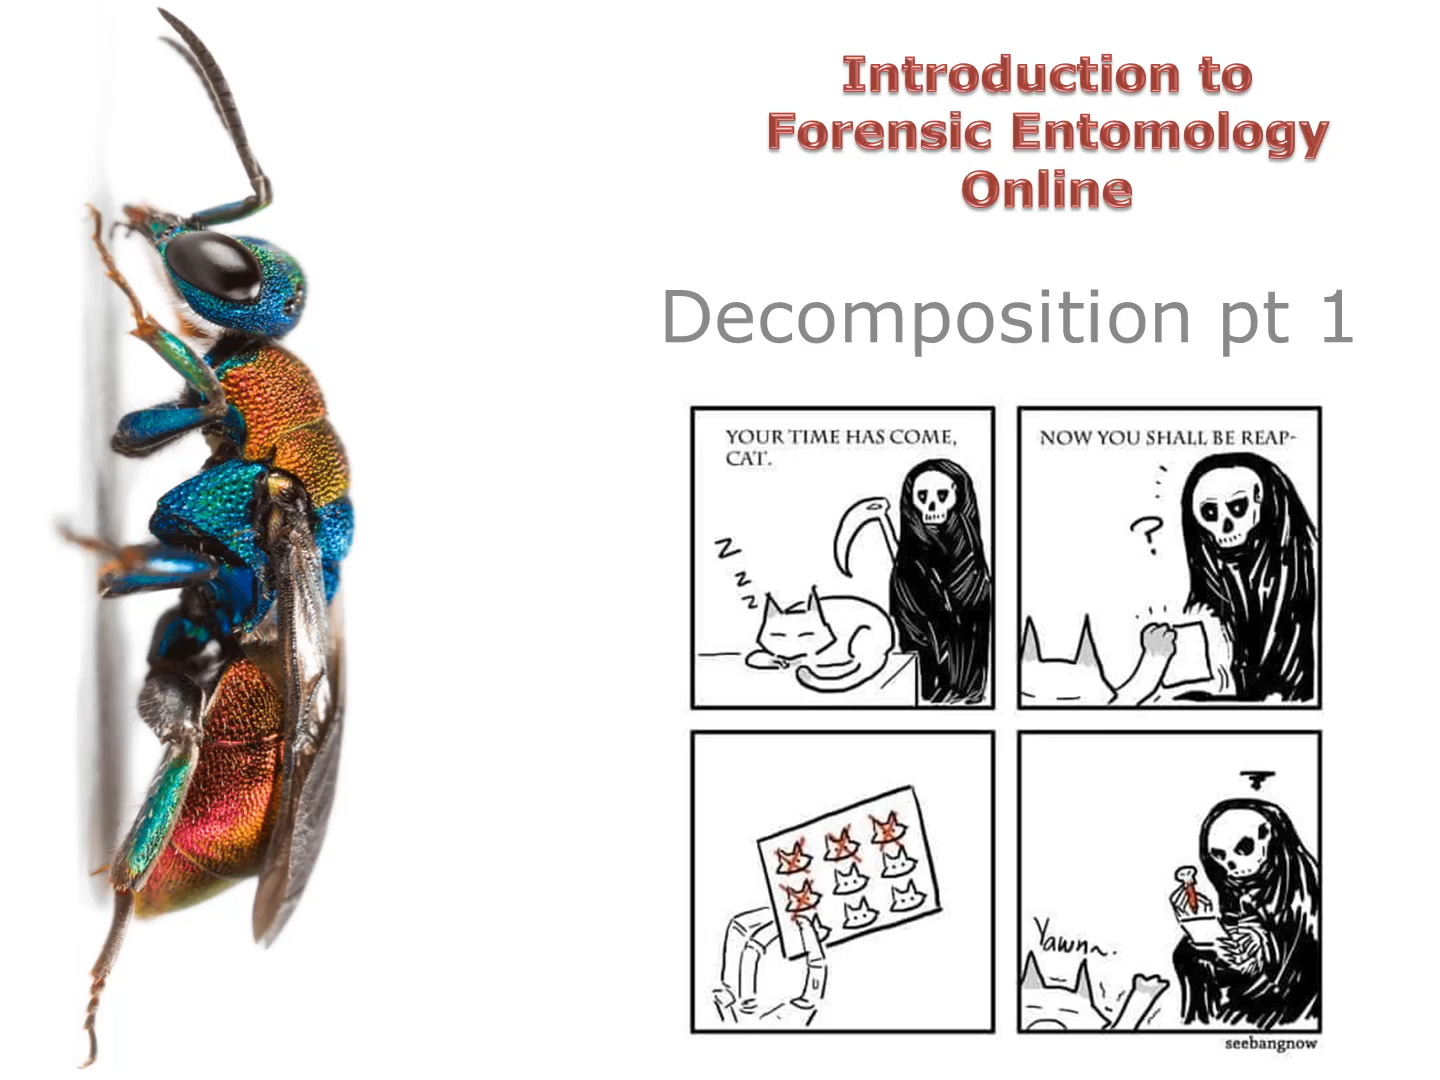 Introduction to
Forensic Entomology
Online
Decomposition pt 1
YOUR TIME HAS COME,
CAT.
Z
Z
Z
NOW YOU SHALL BE REAP-
?
Yawn~.
seebangnow